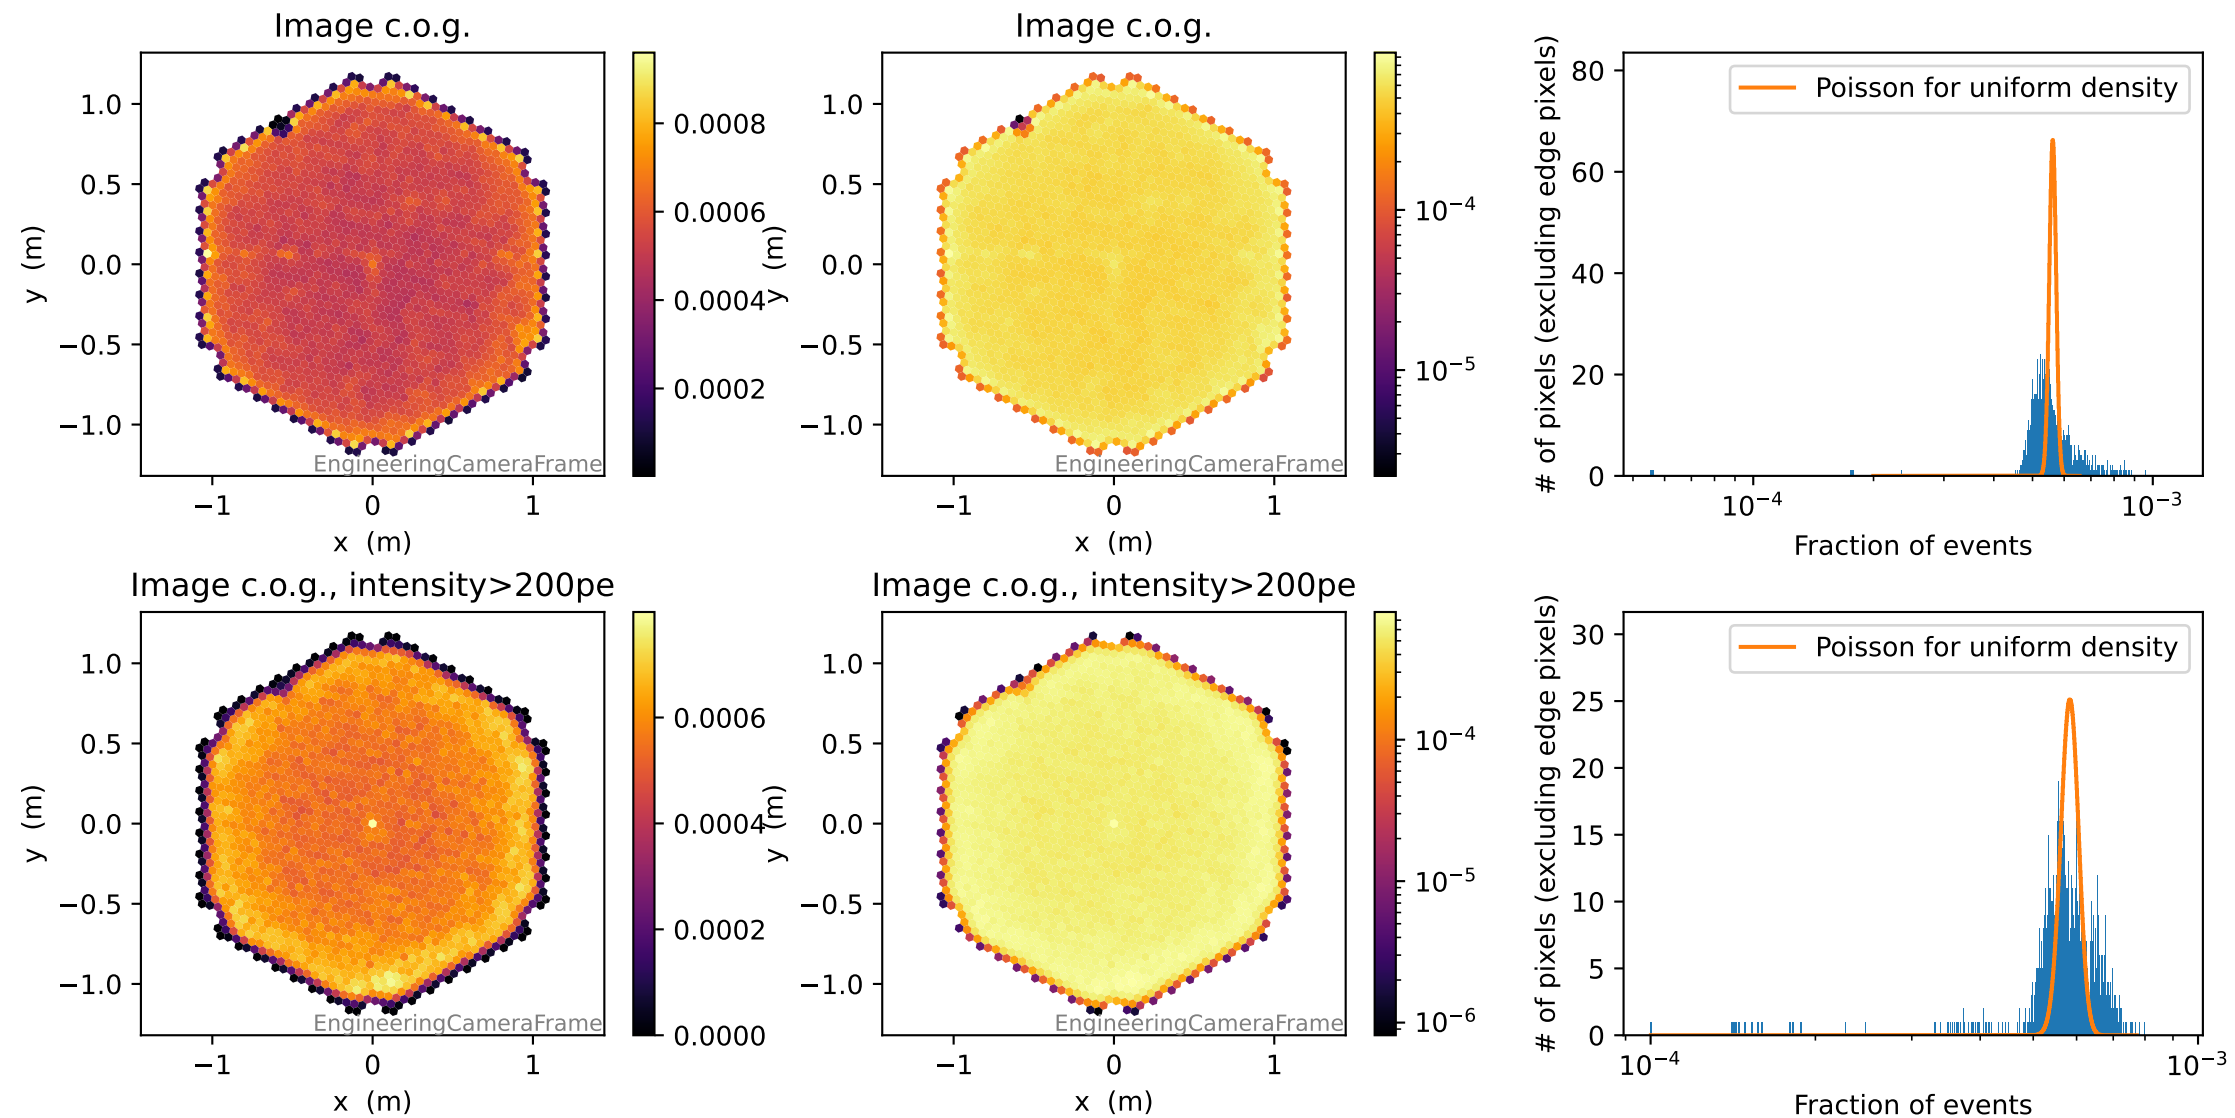 Image c.o.g.
1.0
0.5
0.0
−0.5
−1.0
y (m)
−1
0
1
x (m)
EngineeringCameraFrame
0.0008
0.0006
0.0004
0.0002
Image c.o.g.
1.0
0.5
0.0
−0.5
−1.0
y (m)
−1
0
1
x (m)
EngineeringCameraFrame
10−4
10−5
# of pixels (excluding edge pixels)
80
60
40
20
0
Poisson for uniform density
10−4
10−3
Fraction of events
Image c.o.g., intensity>200pe
1.0
0.5
0.0
−0.5
−1.0
y (m)
−1
0
1
x (m)
EngineeringCameraFrame
0.0006
0.0004
0.0002
0.0000
Image c.o.g., intensity>200pe
1.0
0.5
0.0
−0.5
−1.0
y (m)
−1
0
1
x (m)
EngineeringCameraFrame
10−4
10−5
10−6
# of pixels (excluding edge pixels)
30
25
20
15
10
5
0
Poisson for uniform density
10−4
10−3
Fraction of events